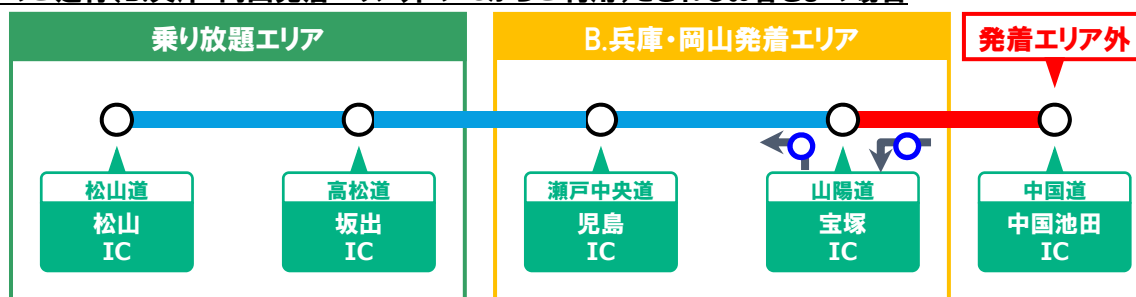 乗り放題エリア
B.兵庫・岡山発着エリア
発着エリア外
松山道
松山
IC
高松道
坂出
IC
瀬戸中央道
児島
IC
山陽道
宝塚
IC
中国道
中国池田
IC